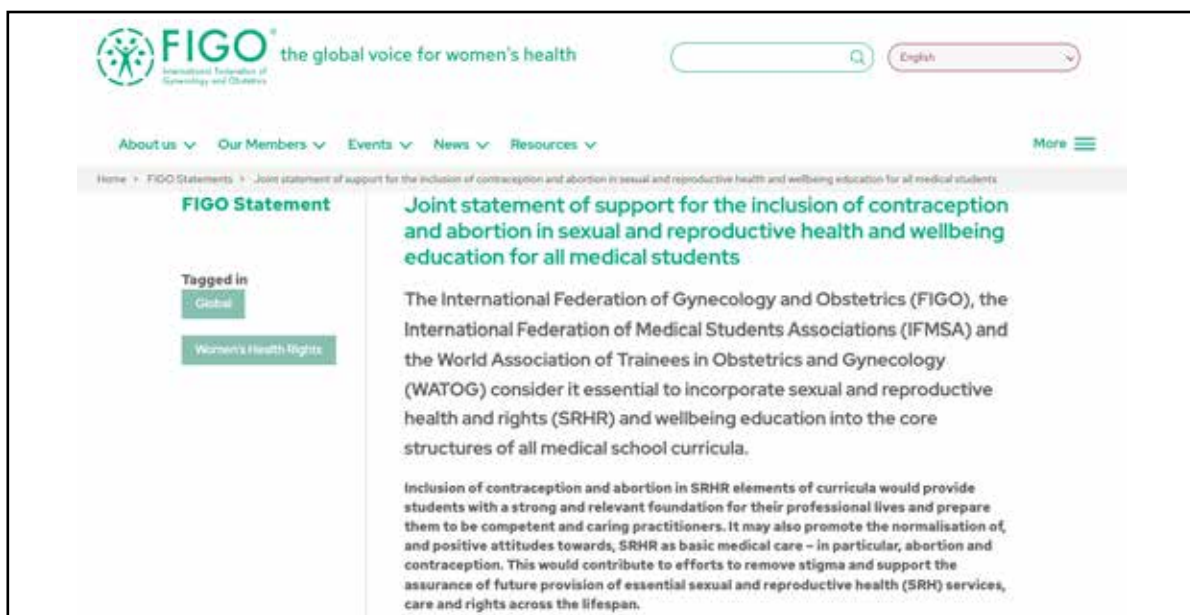 FIGO
the global voice for women's health
International Federation of
Gynecology and Obstetrics
English
About us
Our Members
Events
News
Resources
More
Home > FIGO Statements > Joint statement of support for the inclusion of contraception and abortion in sexual and reproductive health and wellbeing education for all medical students
FIGO Statement
Tagged in
Global
Women's Health Rights
Joint statement of support for the inclusion of contraception
and abortion in sexual and reproductive health and wellbeing
education for all medical students
The International Federation of Gynecology and Obstetrics (FIGO), the
International Federation of Medical Students Associations (IFMSA) and
the World Association of Trainees in Obstetrics and Gynecology
(WATOG) consider it essential to incorporate sexual and reproductive
health and rights (SRHR) and wellbeing education into the core
structures of all medical school curricula.
Inclusion of contraception and abortion in SRHR elements of curricula would provide
students with a strong and relevant foundation for their professional lives and prepare
them to be competent and caring practitioners. It may also promote the normalisation of,
and positive attitudes towards, SRHR as basic medical care – in particular, abortion and
contraception. This would contribute to efforts to remove stigma and support the
assurance of future provision of essential sexual and reproductive health (SRH) services,
care and rights across the lifespan.